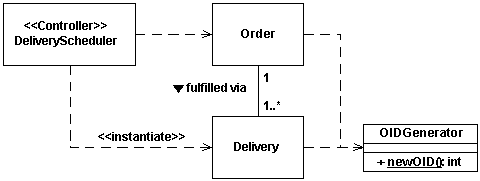 <<Controller>>
DeliveryScheduler
Order
1
▼ fulfilled via
1..*
<<instantiate>>
Delivery
OIDGenerator
+ newOID(): int